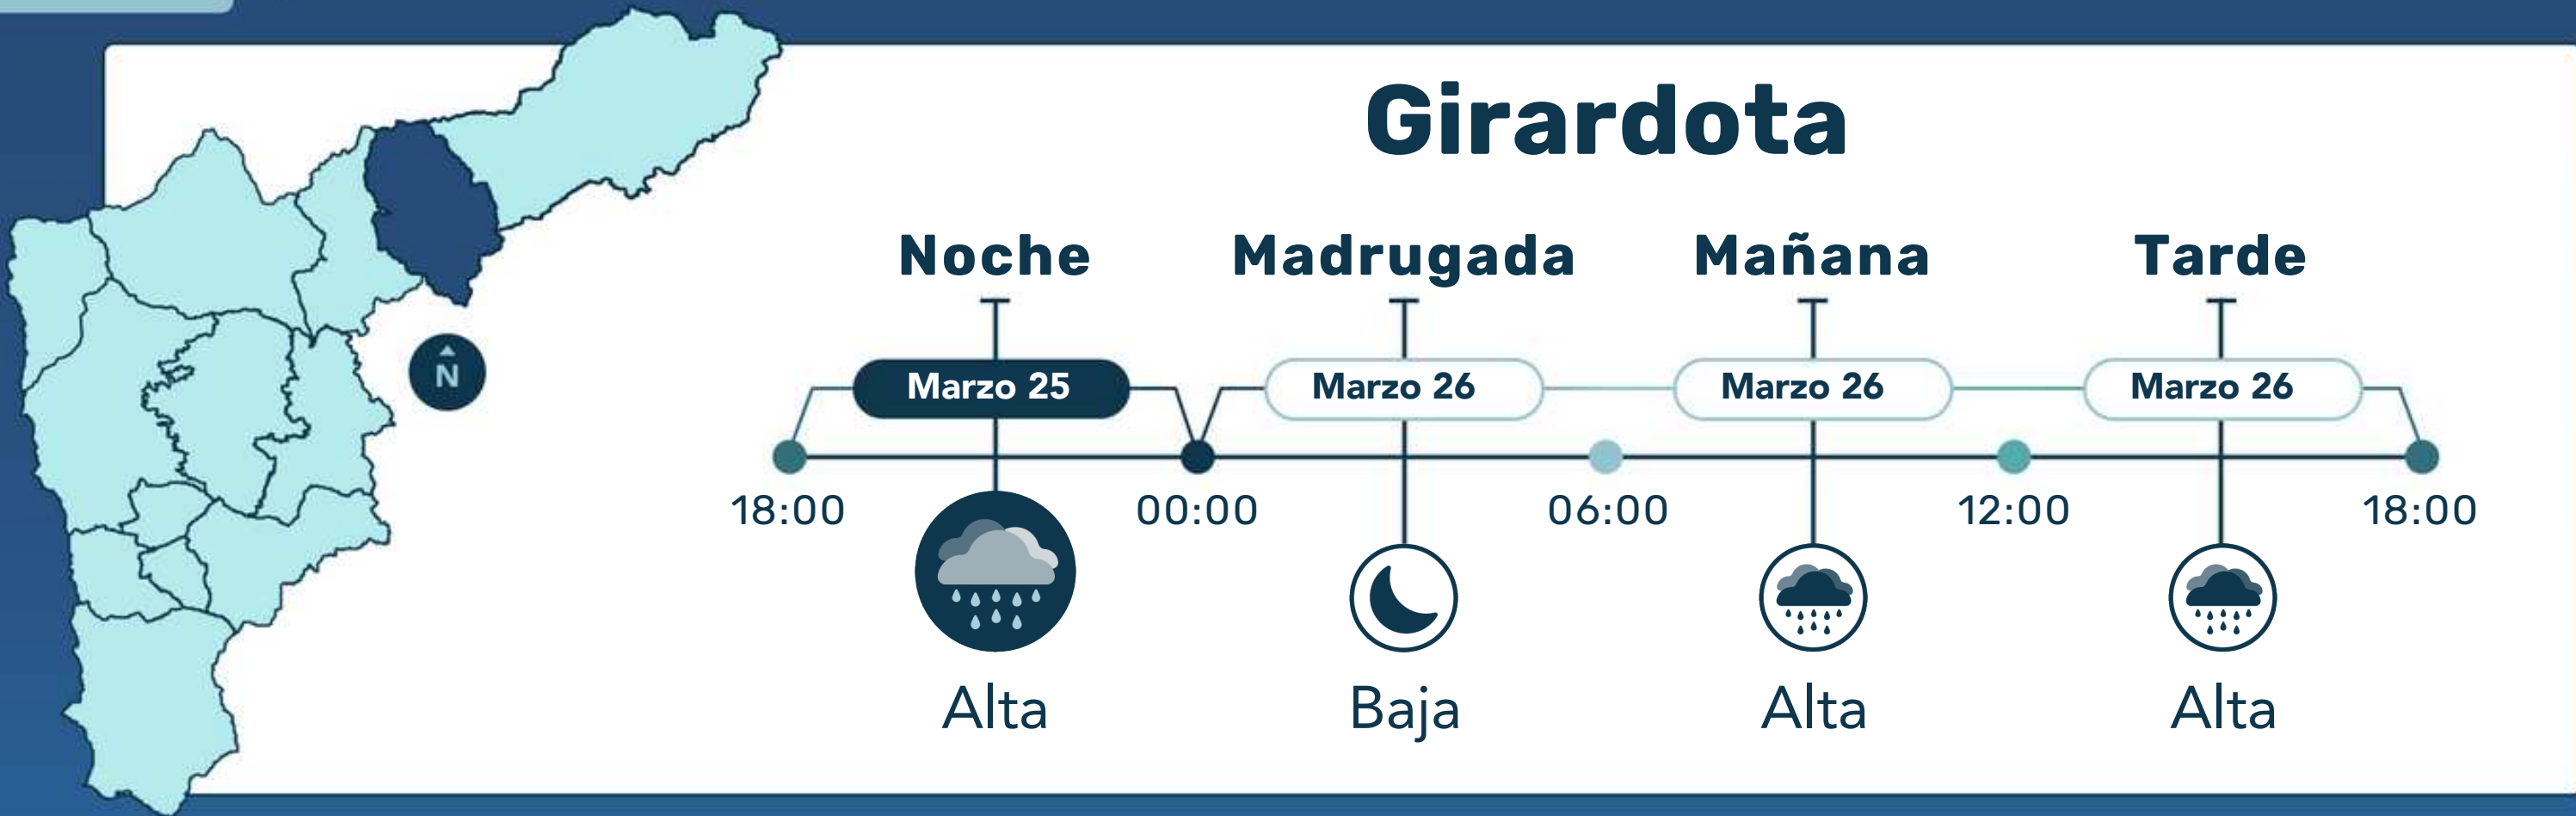 Girardota
Noche Madrugada Mañana Tarde
Marzo 25 Marzo 26 Marzo 26 Marzo 26
N
18:00 00:00 06:00 12:00 18:00
Alta Baja Alta Alta